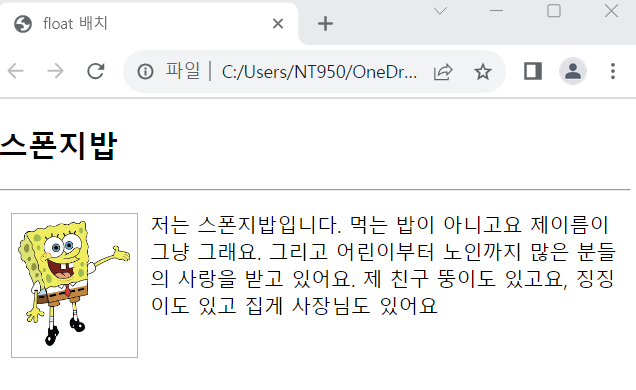 float 배치
파일 | C:/Users/NT950/OneDr...
스폰지밥
저는 스폰지밥입니다. 먹는 밥이 아니고요 제이름이
그냥 그래요. 그리고 어린이부터 노인까지 많은 분들
의 사랑을 받고 있어요. 제 친구 뚱이도 있고요, 징징
이도 있고 집게 사장님도 있어요